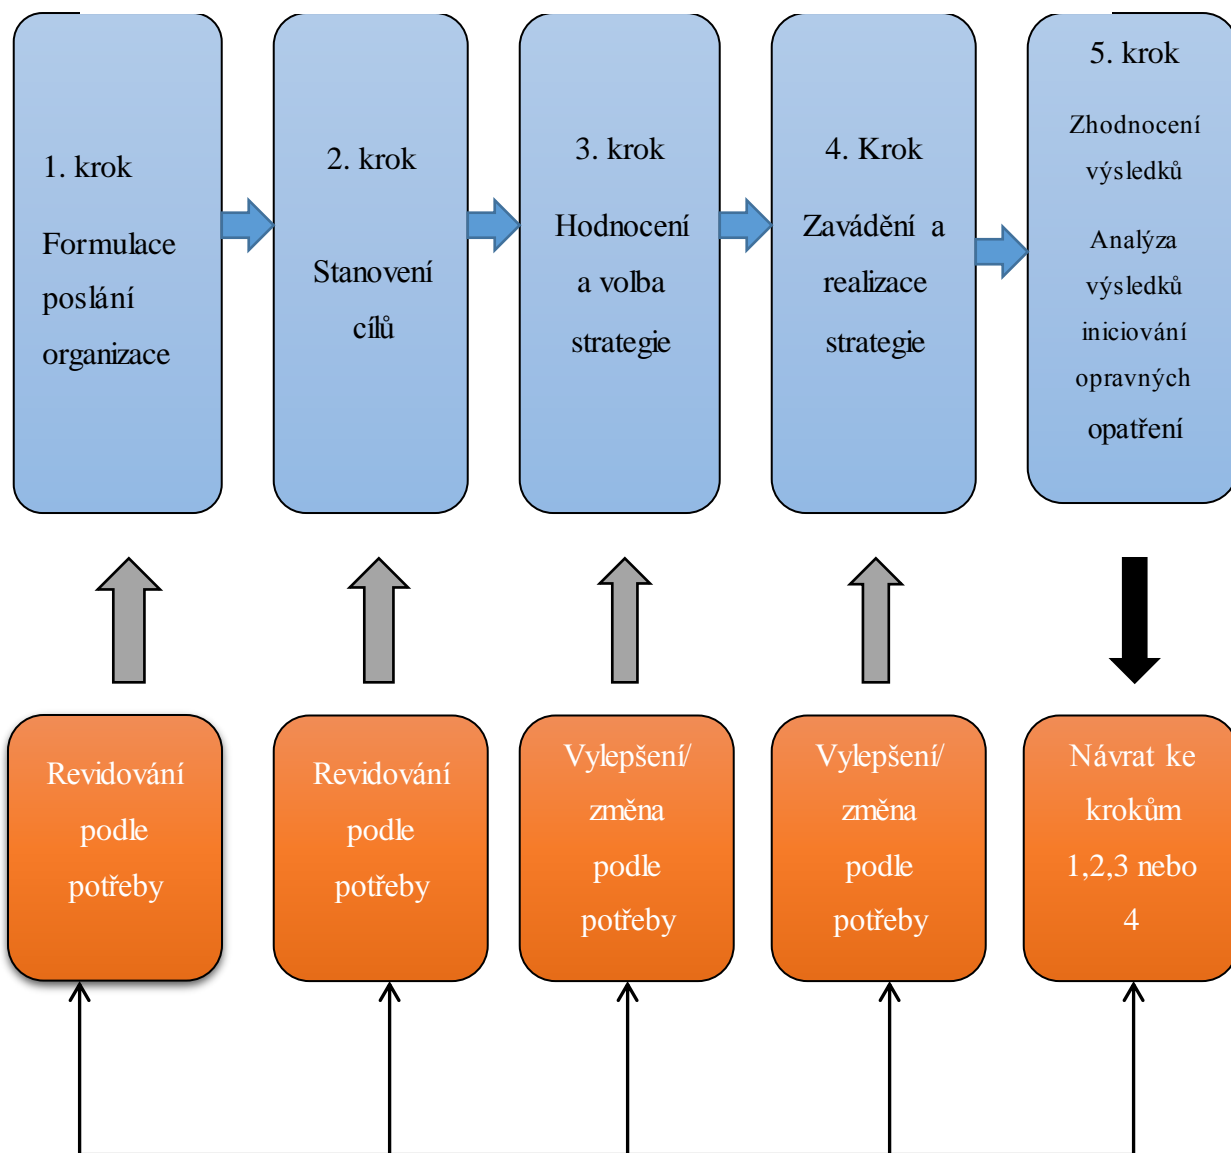 1. krok
Formulace
poslání
organizace
2. krok
Stanovení
cílů
3. krok
Hodnocení
a volba
strategie
4. Krok
Zavádění a
realizace
strategie
5. krok
Zhodnocení
výsledků
Analýza
výsledků
iniciování
opravných
opatření
Revidování
podle
potřeby
Revidování
podle
potřeby
Vylepšení/
změna
podle
potřeby
Vylepšení/
změna
podle
potřeby
Návrat ke
krokům
1,2,3 nebo
4